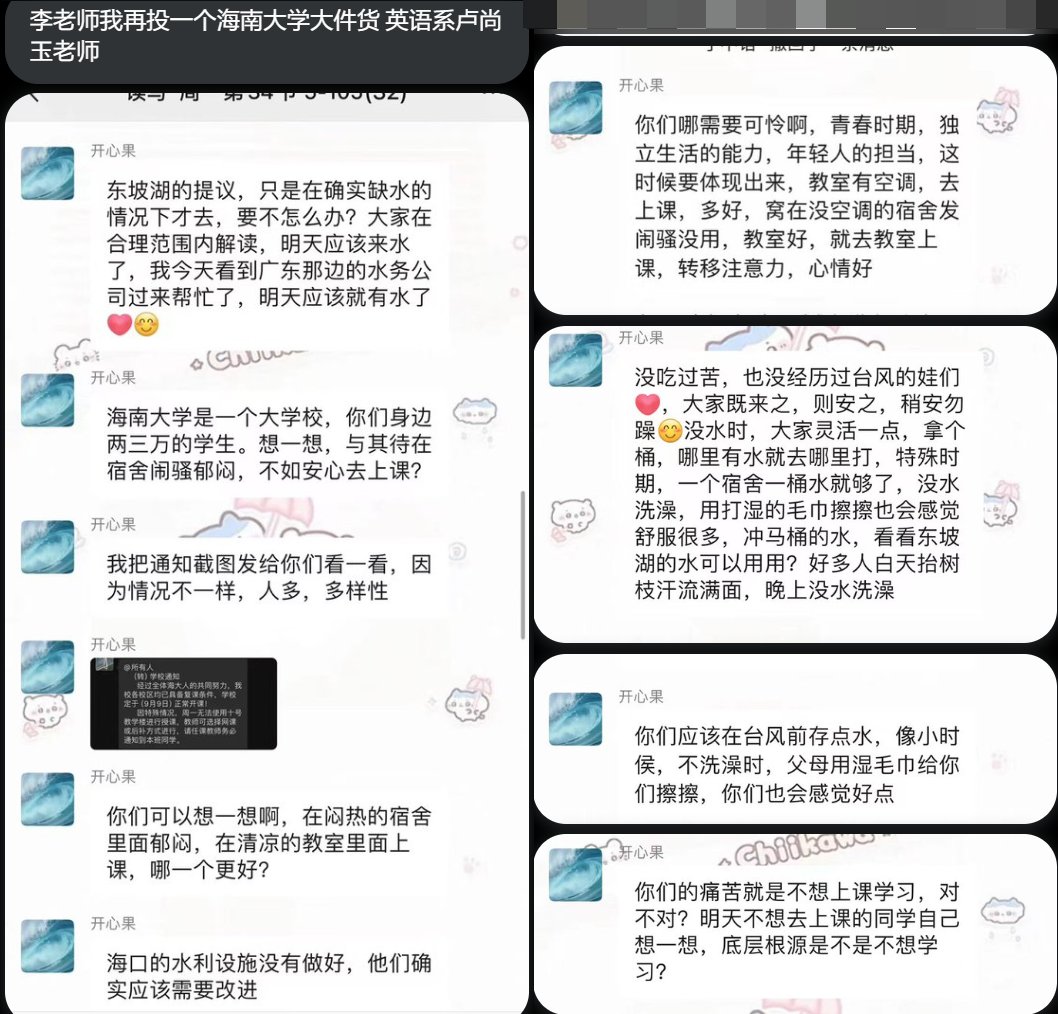 李老师我再投一个海南大学大件货 英语系卢尚
玉老师
开心果
东坡湖的提议，只是在确实缺水的
情况下才去，要不怎么办？大家在
合理范围内解读，明天应该来水
了，我今天看到广东那边的水务公
司过来帮忙了，明天应该就有水了
❤️😊
Chiikawa
开心果
海南大学是一个大学校，你们身边
两三万的学生。想一想，与其待在
宿舍闹骚郁闷，不如安心去上课？
开心果
我把通知截图发给你们看一看，因
为情况不一样，人多，多样性
开心果
@所有人
（转）学校通知
经过全体海大人的共同努力，我
校各校区均已具备复课条件，学校
定于 (9月9日) 正常开课！
因特殊情况，周一无法使用十号
教学楼进行授课，教师可选择网课
或后补方式进行，请任课教师务必
通知到本班同学。
开心果
你们可以想一想啊，在闷热的宿舍
里面郁闷，在清凉的教室里面上
课，哪一个更好？
开心果
海口的水利设施没有做好，他们确
实应该需要改进
开心果
你们哪需要可怜啊，青春时期，独
立生活的能力，年轻人的担当，这
时候要体现出来，教室有空调，去
上课，多好，窝在没空调的宿舍发
闹骚没用，教室好，就去教室上
课，转移注意力，心情好
开心果
没吃过苦，也没经历过台风的娃们
❤️，大家既来之，则安之，稍安勿
躁😊没水时，大家灵活一点，拿个
桶，哪里有水就去哪里打，特殊时
期，一个宿舍一桶水就够了，没水
洗澡，用打湿的毛巾擦擦也会感觉
舒服很多，冲马桶的水，看看东坡
湖的水可以用用？好多人白天抬树
枝汗流满面，晚上没水洗澡
开心果
你们应该在台风前存点水，像小时
侯，不洗澡时，父母用湿毛巾给你
们擦擦，你们也会感觉好点
开心果
Chiikawa
你们的痛苦就是不想上课学习，对
不对？明天不想去上课的同学自己
想一想，底层根源是不是不想学
习？